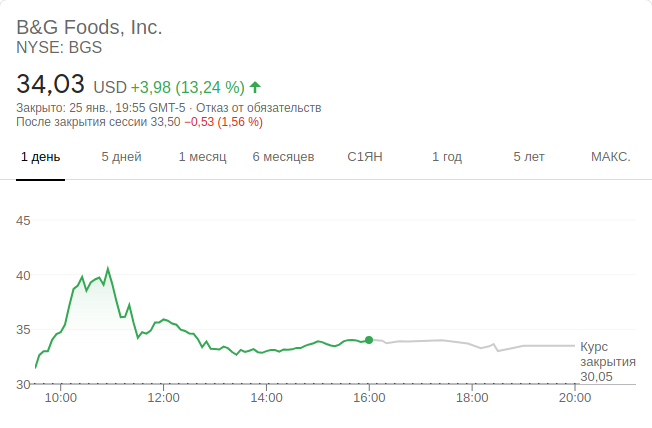 B&G Foods, Inc.
NYSE: BGS
34,03 USD +3,98 (13,24 %)
Закрыто: 25 янв., 19:55 GMT-5 · Отказ от обязательств
После закрытия сессии 33,50 −0,53 (1,56 %)
1 день 5 дней 1 месяц 6 месяцев С1ЯН 1 год 5 лет МАКС.
45
40
35
30
Курс
закрытия
30,05
10:00 12:00 14:00 16:00 18:00 20:00